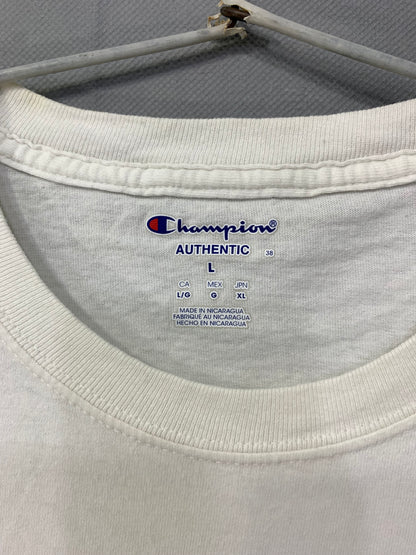 Champion®
AUTHENTIC 38
L
CA MEX JPN
L/G G XL
MADE IN NICARAGUA
FABRIQUÉ AU NICARAGUA
HECHO EN NICARAGUA